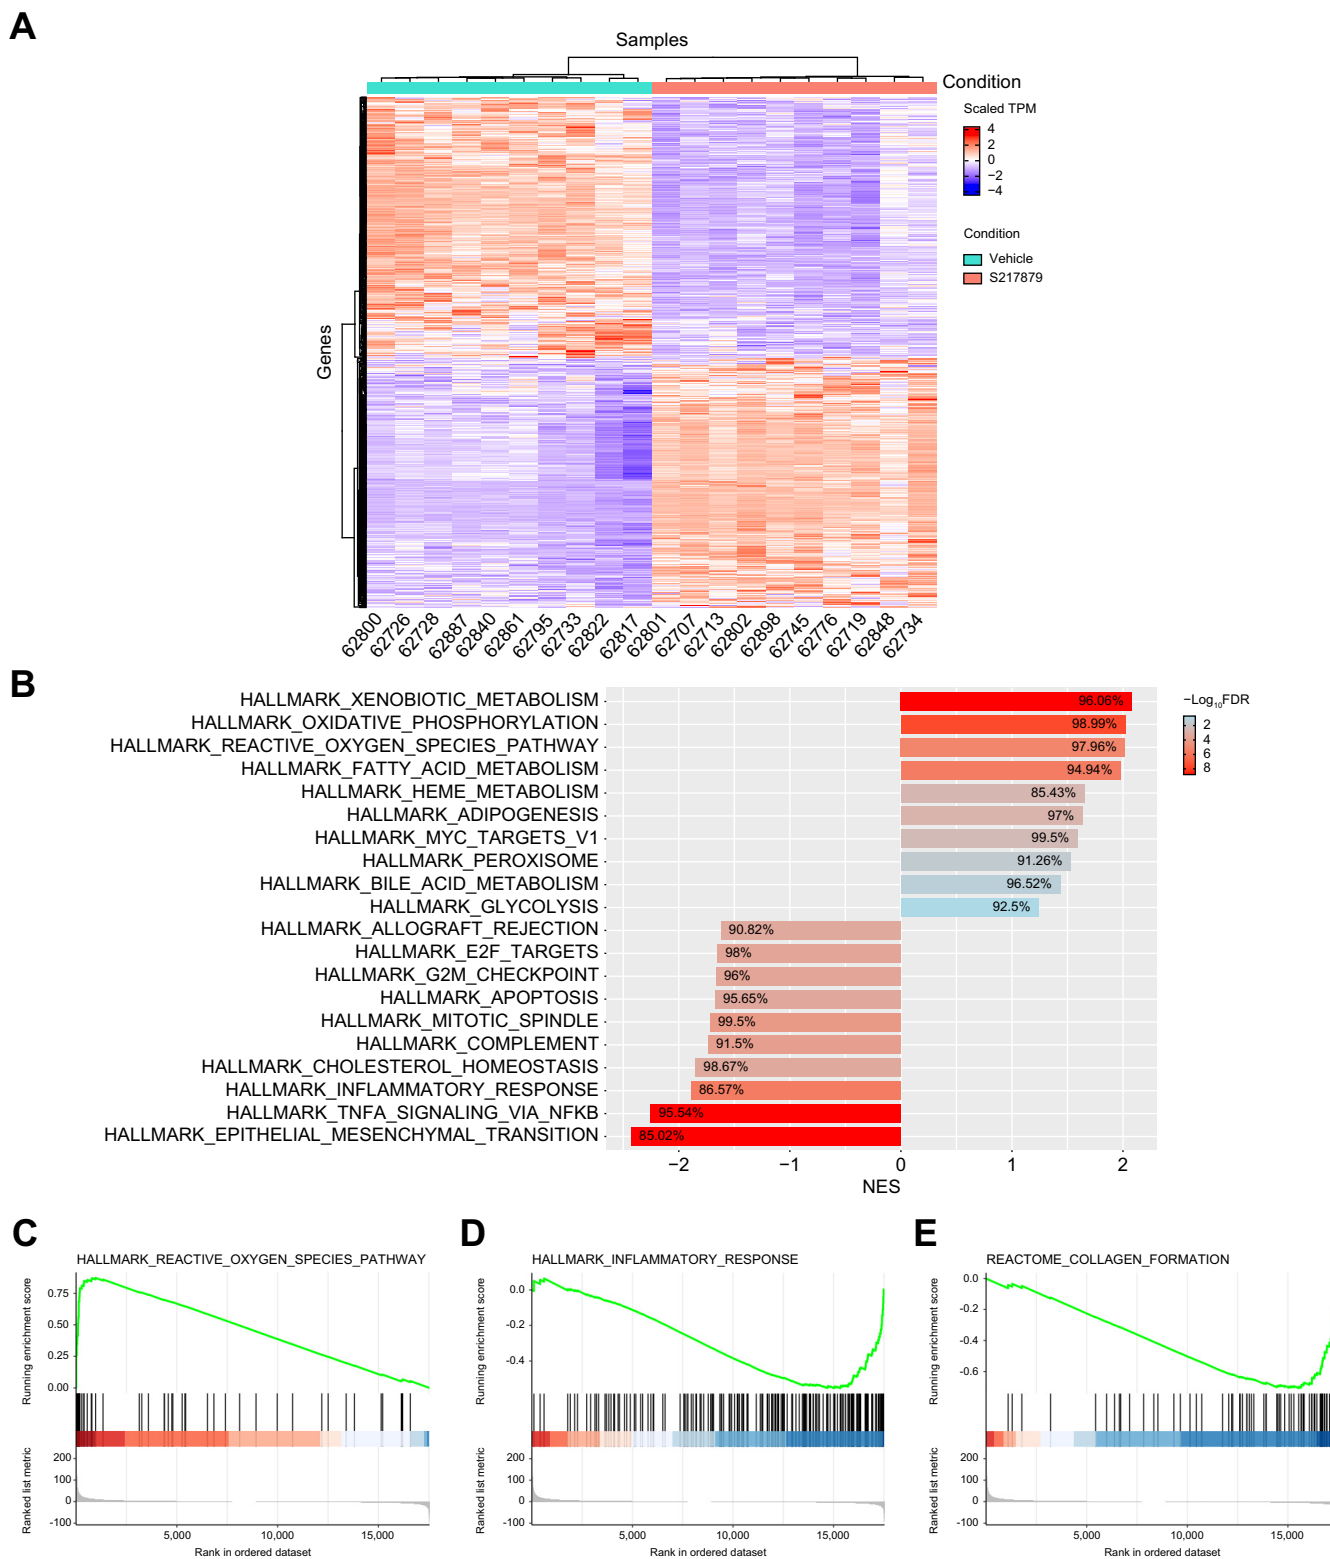 A
Samples
Condition
Scaled TPM
4
2
0
−2
−4
Condition
Vehicle
S217879
Genes
62800
62726
62728
62887
62840
62861
62795
62733
62822
62817
62801
62707
62713
62802
62898
62745
62776
62719
62848
62734
B
HALLMARK_XENOBIOTIC_METABOLISM 96.06%
HALLMARK_OXIDATIVE_PHOSPHORYLATION 98.99%
HALLMARK_REACTIVE_OXYGEN_SPECIES_PATHWAY 97.96%
HALLMARK_FATTY_ACID_METABOLISM 94.94%
HALLMARK_HEME_METABOLISM 85.43%
HALLMARK_ADIPOGENESIS 97%
HALLMARK_MYC_TARGETS_V1 99.5%
HALLMARK_PEROXISOME 91.26%
HALLMARK_BILE_ACID_METABOLISM 96.52%
HALLMARK_GLYCOLYSIS 92.5%
HALLMARK_ALLOGRAFT_REJECTION 90.82%
HALLMARK_E2F_TARGETS 98%
HALLMARK_G2M_CHECKPOINT 96%
HALLMARK_APOPTOSIS 95.65%
HALLMARK_MITOTIC_SPINDLE 99.5%
HALLMARK_COMPLEMENT 91.5%
HALLMARK_CHOLESTEROL_HOMEOSTASIS 98.67%
HALLMARK_INFLAMMATORY_RESPONSE 86.57%
HALLMARK_TNFA_SIGNALING_VIA_NFKB 95.54%
HALLMARK_EPITHELIAL_MESENCHYMAL_TRANSITION 85.02%
−2 −1 0 1 2
NES
−Log₁₀FDR
2
4
6
8
C
HALLMARK_REACTIVE_OXYGEN_SPECIES_PATHWAY
Running enrichment score
0.75
0.50
0.25
0.00
Ranked list metric
200
100
0
-100
5,000 10,000 15,000
Rank in ordered dataset
D
HALLMARK_INFLAMMATORY_RESPONSE
Running enrichment score
0.0
-0.2
-0.4
Ranked list metric
200
100
0
-100
5,000 10,000 15,000
Rank in ordered dataset
E
REACTOME_COLLAGEN_FORMATION
Running enrichment score
0.0
-0.2
-0.4
-0.6
Ranked list metric
200
100
0
-100
5,000 10,000 15,000
Rank in ordered dataset